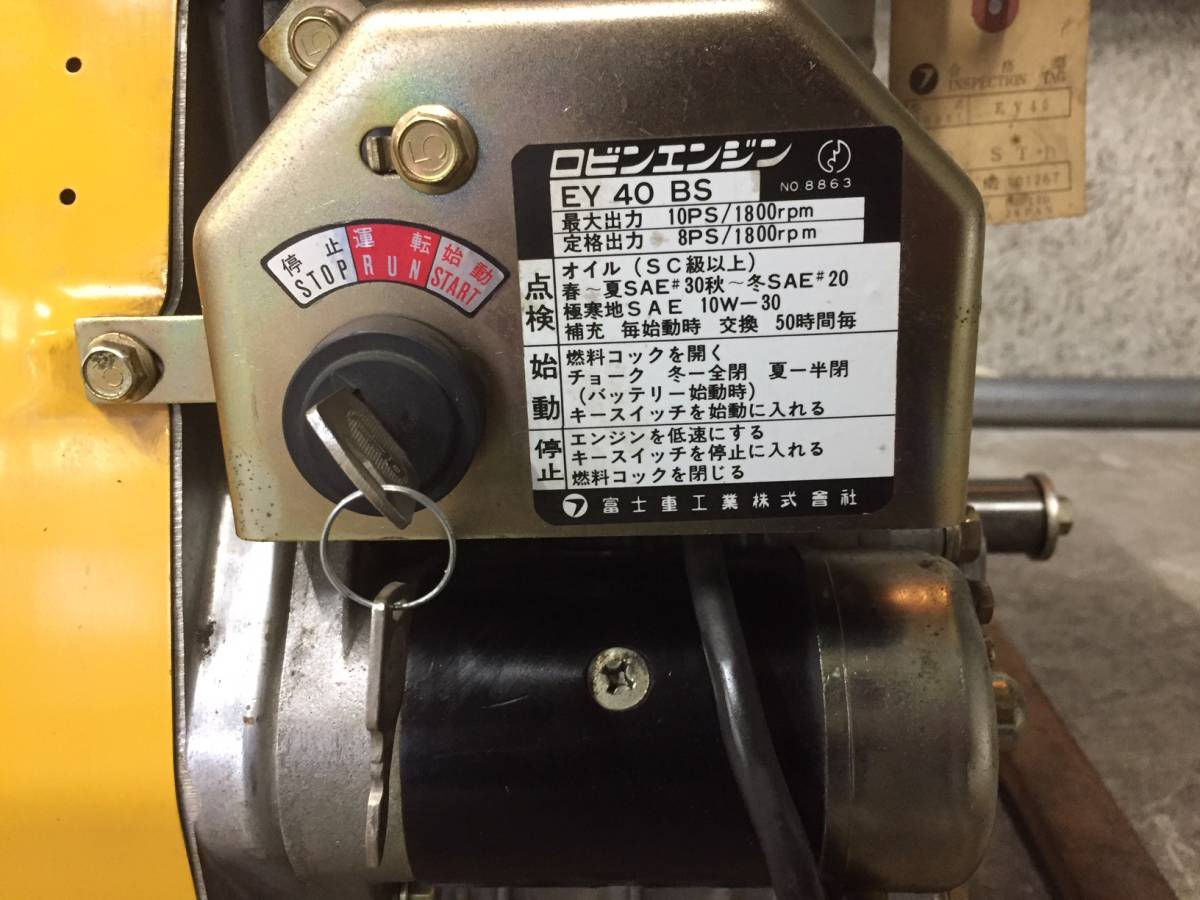 合格票
INSPECTION TAG
EY40
ロビンエンジン
EY 40 BS
NO.8863
最大出力 10PS/1800rpm
定格出力 8PS/1800rpm
点検
オイル(SC級以上)
春～夏SAE#30秋～冬SAE#20
極寒地SAE 10W-30
補充 毎始動時 交換 50時間毎
始動
燃料コックを開く
チョーク 冬一全閉 夏一半閉
(バッテリー始動時)
キースイッチを始動に入れる
停止
エンジンを低速にする
キースイッチを停止に入れる
燃料コックを閉じる
富士重工業株式會社
停止 運転 始動
STOP RUN START
5